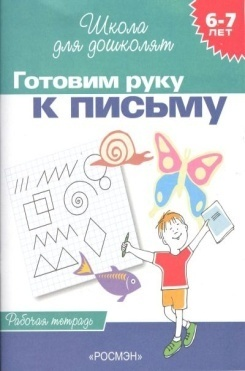 Школа
для дошколят
6-7
ЛЕТ
Готовим руку
к письму
Рабочая тетрадь
«РОСМЭН»